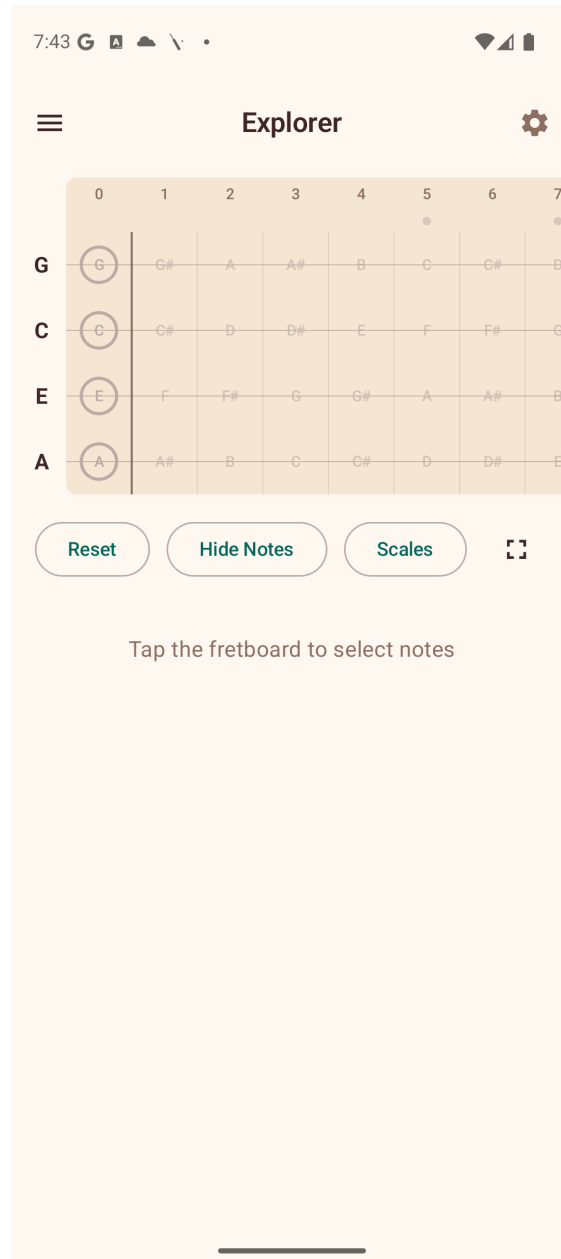 7:43
Explorer
0 1 2 3 4 5 6 7
G G G# A A# B C C# D
C C C# D D# E F F# G
E E F F# G G# A A# B
A A A# B C C# D D# E
Reset Hide Notes Scales
Tap the fretboard to select notes